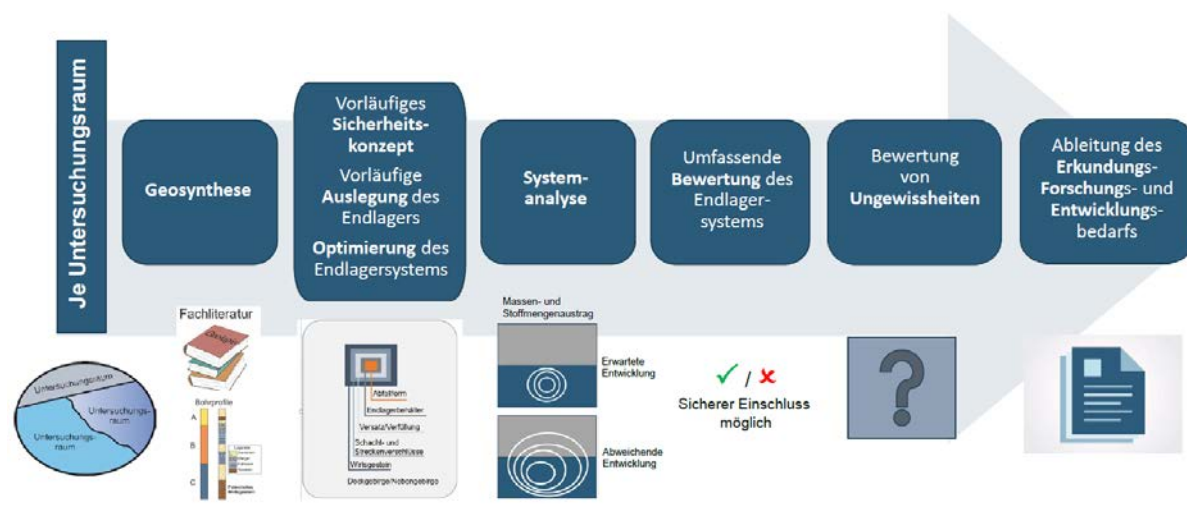 Je Untersuchungsraum
Geosynthese
Vorläufiges
Sicherheits-
konzept
Vorläufige
Auslegung des
Endlagers
Optimierung des
Endlagersystems
System-
analyse
Umfassende
Bewertung des
Endlager-
systems
Bewertung
von
Ungewissheiten
Ableitung des
Erkundungs-
Forschungs- und
Entwicklungs-
bedarfs
Untersuchungsraum
Untersuchungs-
raum
Untersuchungs-
raum
Fachliteratur
Bohrprofile
A
B
C
Abfallform
Endlagerbehälter
Versatz/Verfüllung
Schacht- und
Streckenverschlüsse
Wirtsgestein
Deckgebirge/Nebengebirge
Massen- und
Stoffmengenaustrag
Erwartete
Entwicklung
Abweichende
Entwicklung
✓ / ✘
Sicherer Einschluss
möglich
?